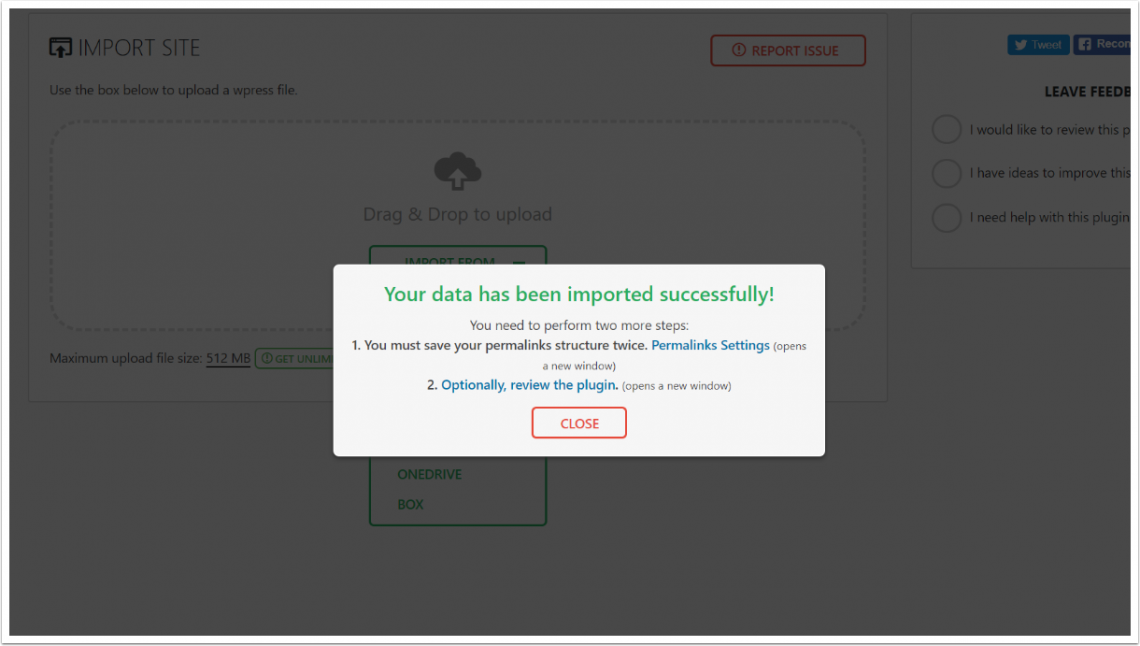 IMPORT SITE
REPORT ISSUE
Tweet
Recon
Use the box below to upload a wpress file.
LEAVE FEEDB
I would like to review this p
I have ideas to improve this
I need help with this plugin
Drag & Drop to upload
IMPORT FROM
Your data has been imported successfully!
You need to perform two more steps:
1. You must save your permalinks structure twice. Permalinks Settings (opens
a new window)
2. Optionally, review the plugin. (opens a new window)
CLOSE
Maximum upload file size: 512 MB
GET UNLIM
ONEDRIVE
BOX